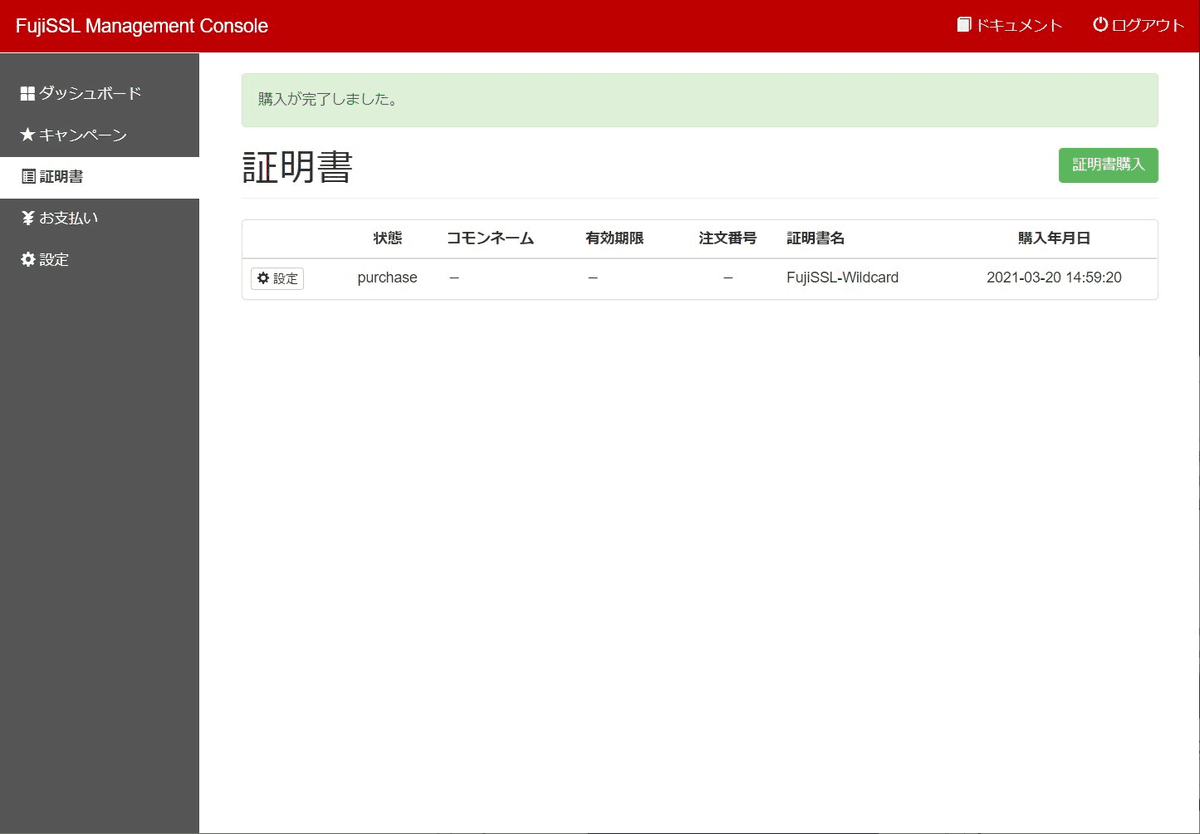 FujiSSL Management Console
ドキュメント
ログアウト
ダッシュボード
キャンペーン
証明書
お支払い
設定
購入が完了しました。
証明書
証明書購入
状態 コモンネーム 有効期限 注文番号 証明書名 購入年月日
設定 purchase – – – FujiSSL-Wildcard 2021-03-20 14:59:20